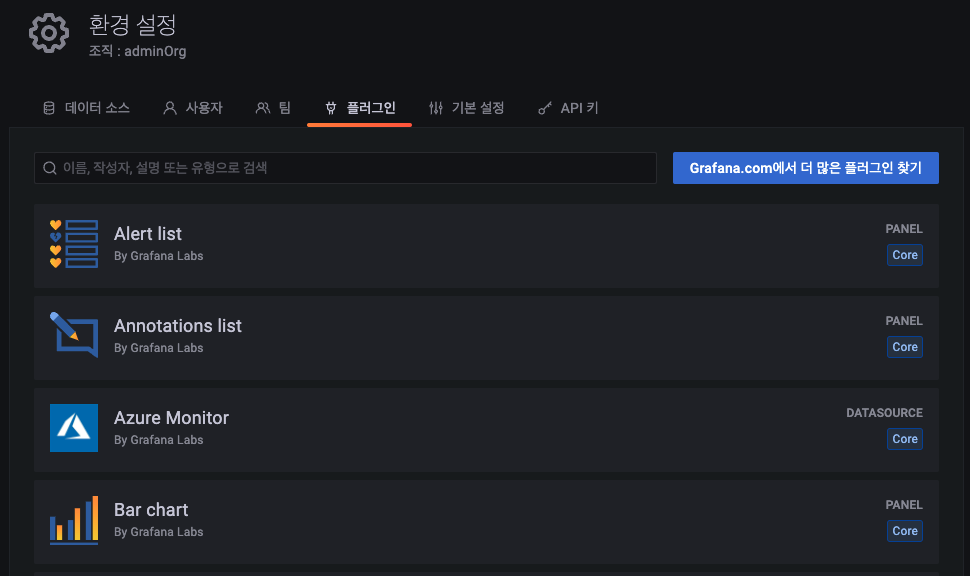 환경 설정
조직 : adminOrg
데이터 소스 사용자 팀 플러그인 기본 설정 API 키
이름, 작성자, 설명 또는 유형으로 검색
Grafana.com에서 더 많은 플러그인 찾기
Alert list
By Grafana Labs
PANEL
Core
Annotations list
By Grafana Labs
PANEL
Core
Azure Monitor
By Grafana Labs
DATASOURCE
Core
Bar chart
By Grafana Labs
PANEL
Core